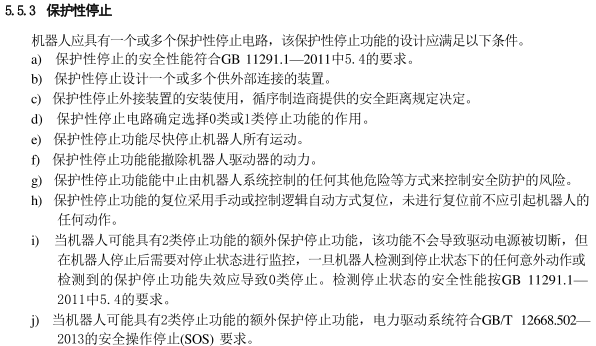 5.5.3 保护性停止
机器人应具有一个或多个保护性停止电路，该保护性停止功能的设计应满足以下条件。
a) 保护性停止的安全性能符合GB 11291.1—2011中5.4的要求。
b) 保护性停止设计一个或多个供外部连接的装置。
c) 保护性停止外接装置的安装使用，循序制造商提供的安全距离规定决定。
d) 保护性停止电路确定选择0类或1类停止功能的作用。
e) 保护性停止功能尽快停止机器人所有运动。
f) 保护性停止功能能撤除机器人驱动器的动力。
g) 保护性停止功能能中止由机器人系统控制的任何其他危险等方式来控制安全防护的风险。
h) 保护性停止功能的复位采用手动或控制逻辑自动方式复位，未进行复位前不应引起机器人的
任何动作。
i) 当机器人可能具有2类停止功能的额外保护停止功能，该功能不会导致驱动电源被切断，但
在机器人停止后需要对停止状态进行监控，一旦机器人检测到停止状态下的任何意外动作或
检测到的保护停止功能失效应导致0类停止。检测停止状态的安全性能按GB 11291.1—
2011中5.4的要求。
j) 当机器人可能具有2类停止功能的额外保护停止功能，电力驱动系统符合GB/T 12668.502—
2013的安全操作停止(SOS) 要求。